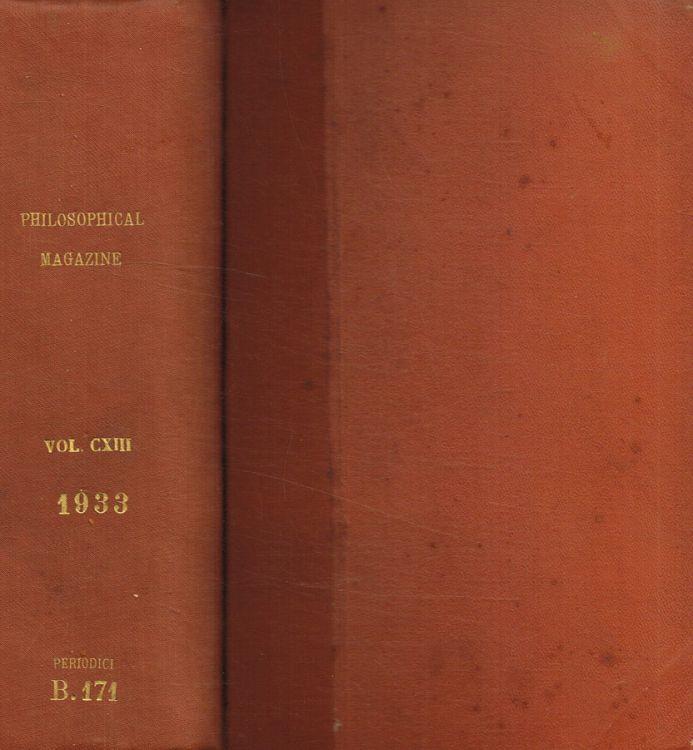 PHILOSOPHICAL
MAGAZINE
VOL. CXIII
1933
PERIODICI
B. 171